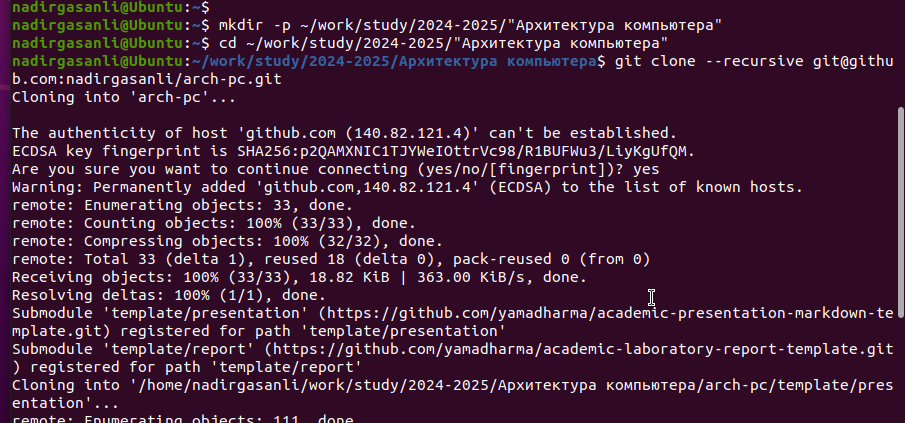 nadirgasanli@Ubuntu:~$
nadirgasanli@Ubuntu:~$ mkdir -p ~/work/study/2024-2025/"Архитектура компьютера"
nadirgasanli@Ubuntu:~$ cd ~/work/study/2024-2025/"Архитектура компьютера"
nadirgasanli@Ubuntu:~/work/study/2024-2025/Архитектура компьютера$ git clone --recursive git@githu
b.com:nadirgasanli/arch-pc.git
Cloning into 'arch-pc'...
The authenticity of host 'github.com (140.82.121.4)' can't be established.
ECDSA key fingerprint is SHA256:p2QAMXNIC1TJYWeIOttrVc98/R1BUFWu3/LiyKgUfQM.
Are you sure you want to continue connecting (yes/no/[fingerprint])? yes
Warning: Permanently added 'github.com,140.82.121.4' (ECDSA) to the list of known hosts.
remote: Enumerating objects: 33, done.
remote: Counting objects: 100% (33/33), done.
remote: Compressing objects: 100% (32/32), done.
remote: Total 33 (delta 1), reused 18 (delta 0), pack-reused 0 (from 0)
Receiving objects: 100% (33/33), 18.82 KiB | 363.00 KiB/s, done.
Resolving deltas: 100% (1/1), done.
Submodule 'template/presentation' (https://github.com/yamadharma/academic-presentation-markdown-te
mplate.git) registered for path 'template/presentation'
Submodule 'template/report' (https://github.com/yamadharma/academic-laboratory-report-template.git
) registered for path 'template/report'
Cloning into '/home/nadirgasanli/work/study/2024-2025/Архитектура компьютера/arch-pc/template/pres
entation'...
remote: Enumerating objects: 111, done.